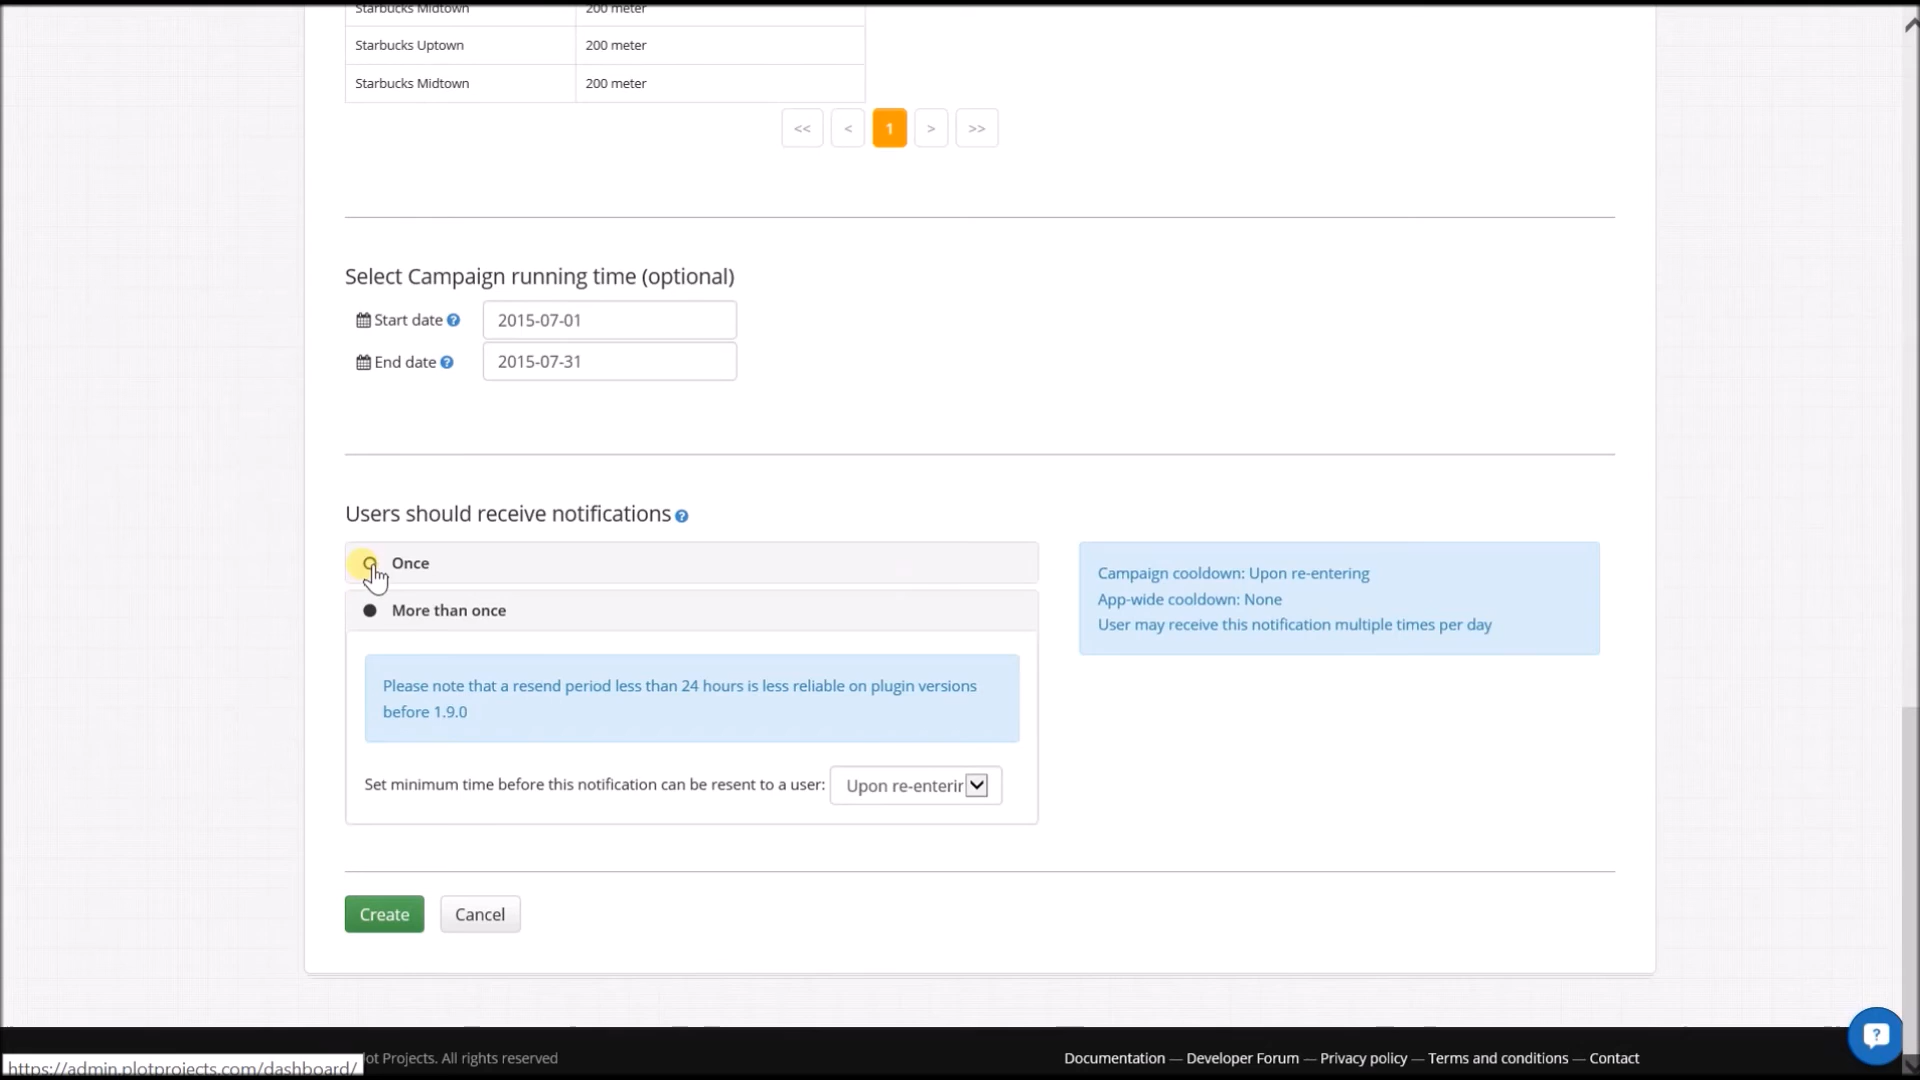 Starbucks Midtown 200 meter
Starbucks Uptown 200 meter
Starbucks Midtown 200 meter
<< < 1 > >>
Select Campaign running time (optional)
Start date ? 2015-07-01
End date ? 2015-07-31
Users should receive notifications ?
Once
More than once
Please note that a resend period less than 24 hours is less reliable on plugin versions
before 1.9.0
Set minimum time before this notification can be resent to a user: Upon re-enterir
Campaign cooldown: Upon re-entering
App-wide cooldown: None
User may receive this notification multiple times per day
Create Cancel
https://admin.plotprojects.com/dashboard/ lot Projects. All rights reserved
Documentation — Developer Forum — Privacy policy — Terms and conditions — Contact
?